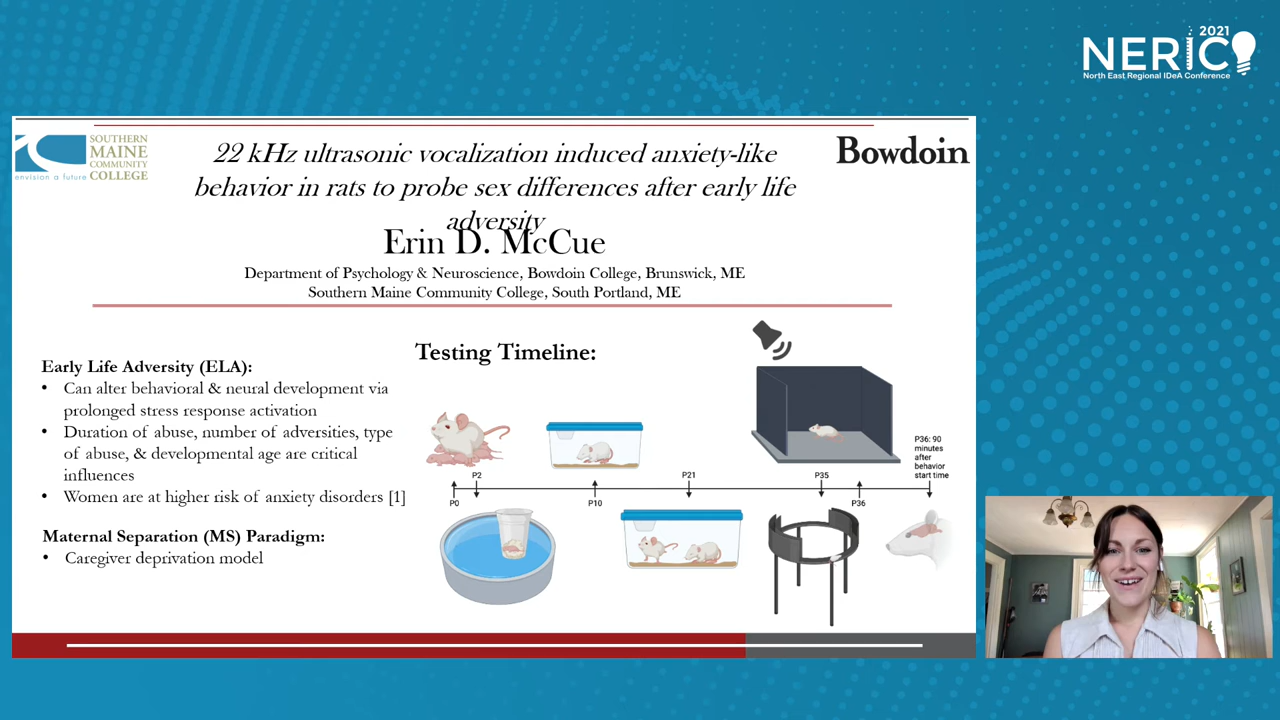 2021
NERIC
North East Regional IDeA Conference
SOUTHERN
MAINE
COMMUNITY
COLLEGE
envision a future
Bowdoin
22 kHz ultrasonic vocalization induced anxiety-like
behavior in rats to probe sex differences after early life
adversity
Erin D. McCue
Department of Psychology & Neuroscience, Bowdoin College, Brunswick, ME
Southern Maine Community College, South Portland, ME
Early Life Adversity (ELA):
• Can alter behavioral & neural development via
prolonged stress response activation
• Duration of abuse, number of adversities, type
of abuse, & developmental age are critical
influences
• Women are at higher risk of anxiety disorders [1]
Maternal Separation (MS) Paradigm:
• Caregiver deprivation model
Testing Timeline:
P0
P2
P10
P21
P35
P36
P36: 90
minutes
after
behavior
start time